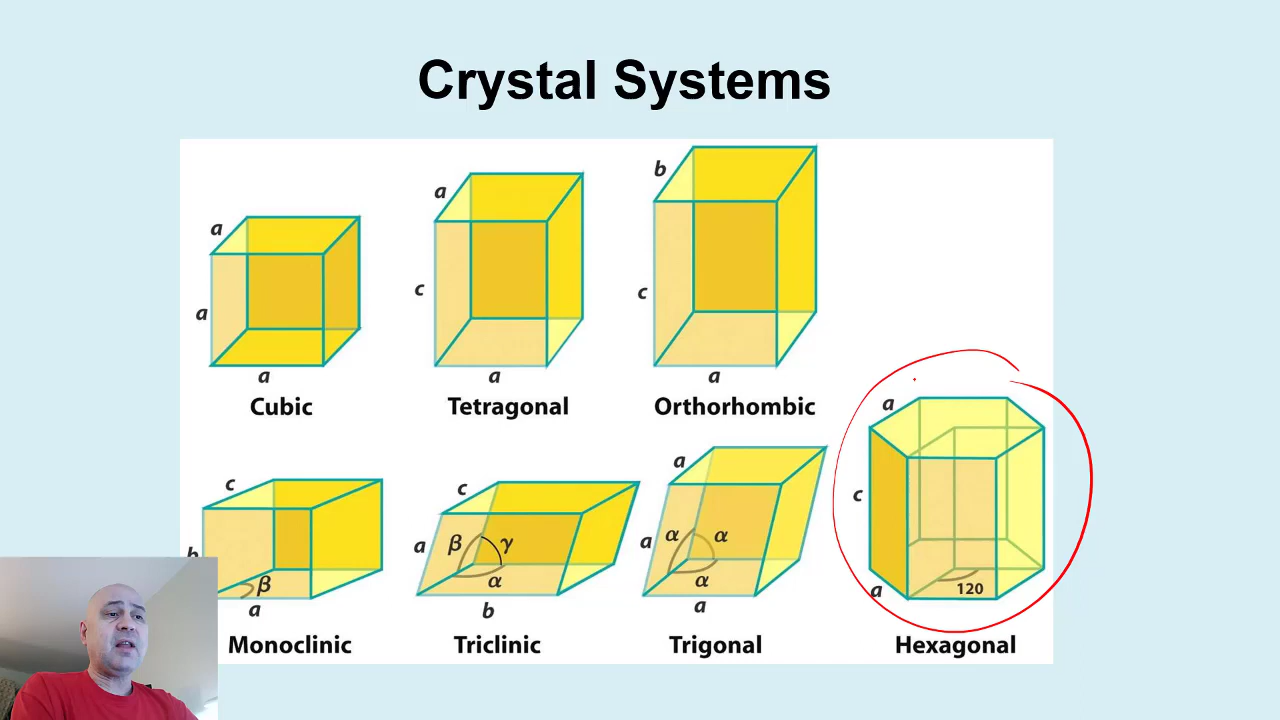 Crystal Systems
a
a
a
Cubic
a
c
a
Tetragonal
b
c
a
Orthorhombic
c
b
β
a
Monoclinic
c
a
β
γ
α
b
Triclinic
a
a
α
α
α
a
Trigonal
a
c
a
120
Hexagonal